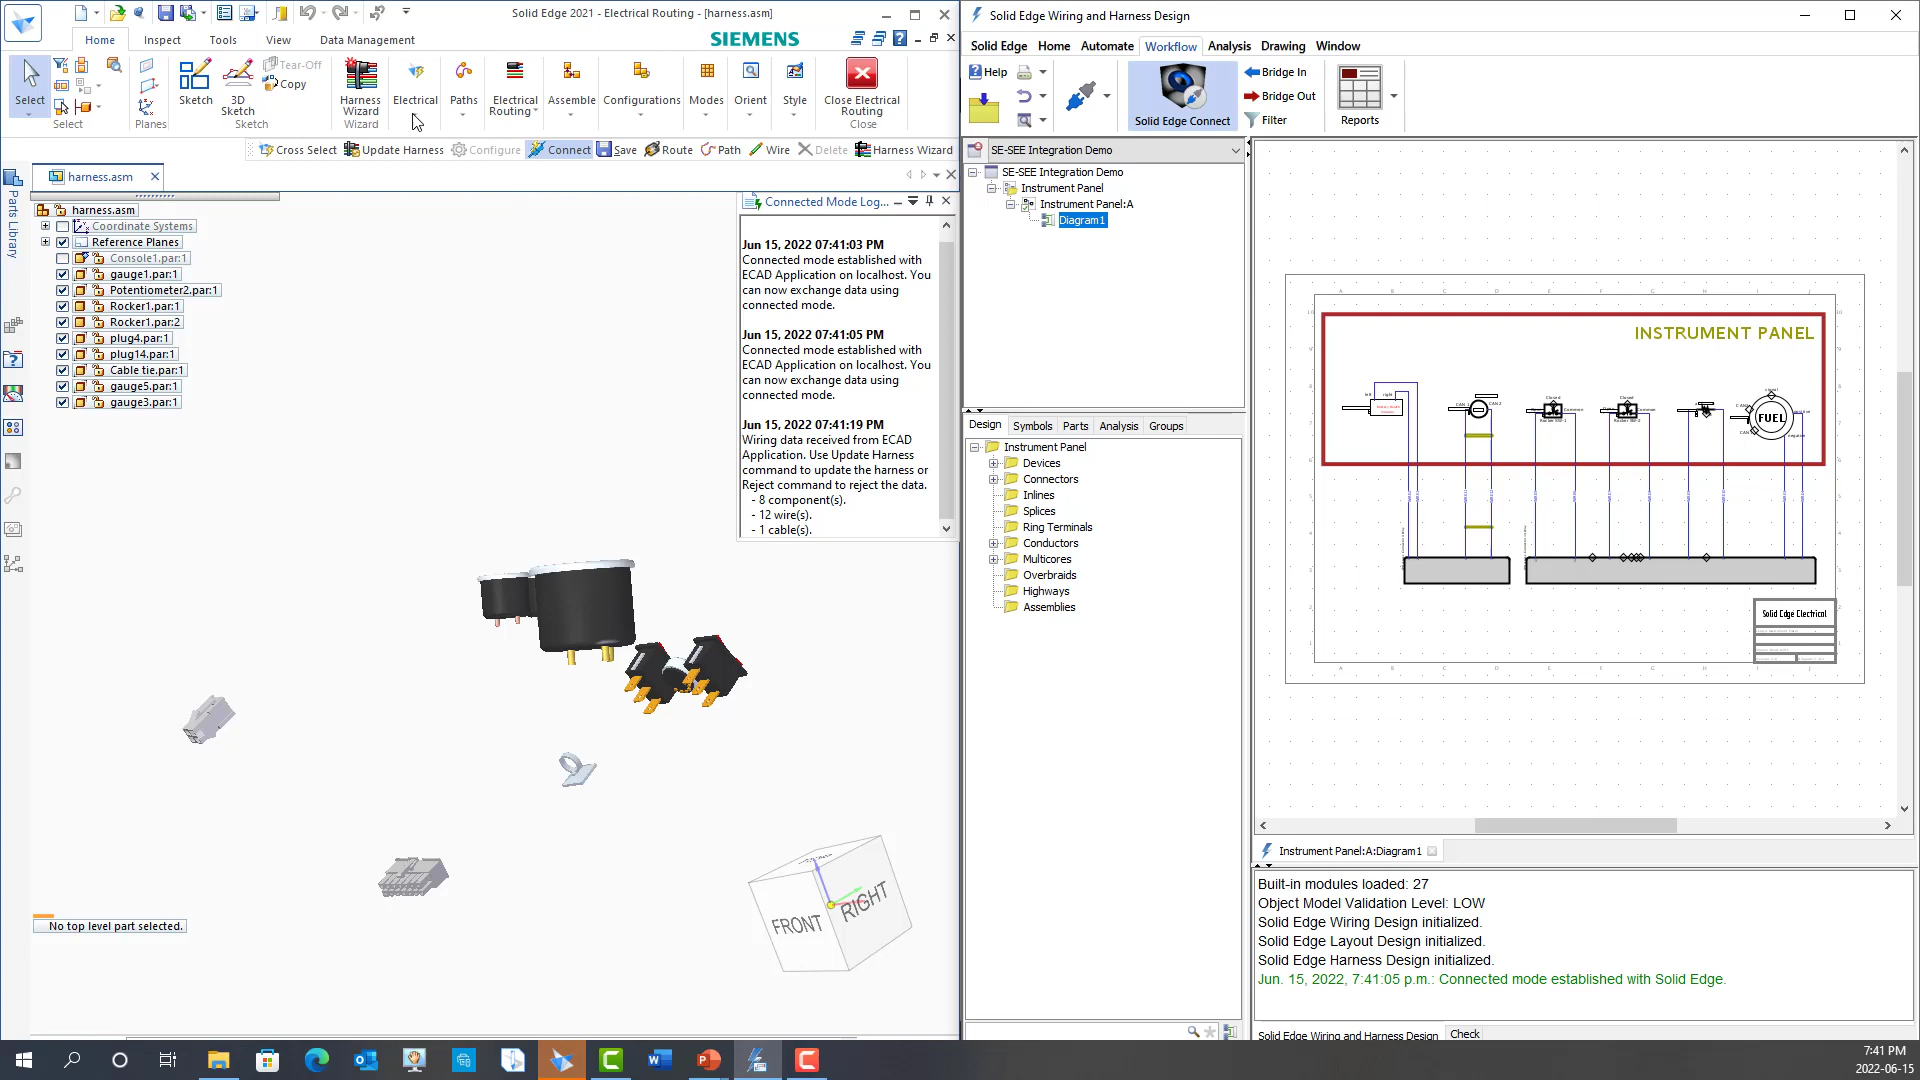 Solid Edge 2021 - Electrical Routing - [harness.asm]
Home
Inspect
Tools
View
Data Management
SIEMENS
Select
Select
Planes
Sketch
3D
Sketch
Tear-Off
Copy
Sketch
Harness
Wizard
Wizard
Electrical
Paths
Electrical
Routing
Assemble
Configurations
Modes
Orient
Style
Close Electrical
Routing
Close
Cross Select
Update Harness
Configure
Connect
Save
Route
Path
Wire
Delete
Harness Wizard
harness.asm
Parts Library
harness.asm
Coordinate Systems
Reference Planes
Console1.par:1
gauge1.par:1
Potentiometer2.par:1
Rocker1.par:1
Rocker1.par:2
plug4.par:1
plug14.par:1
Cable tie.par:1
gauge5.par:1
gauge3.par:1
Connected Mode Log...
Jun 15, 2022 07:41:03 PM
Connected mode established with
ECAD Application on localhost. You
can now exchange data using
connected mode.
Jun 15, 2022 07:41:05 PM
Connected mode established with
ECAD Application on localhost. You
can now exchange data using
connected mode.
Jun 15, 2022 07:41:19 PM
Wiring data received from ECAD
Application. Use Update Harness
command to update the harness or
Reject command to reject the data.
- 8 component(s).
- 12 wire(s).
- 1 cable(s).
FRONT
RIGHT
No top level part selected.
Solid Edge Wiring and Harness Design
Solid Edge
Home
Automate
Workflow
Analysis
Drawing
Window
Help
Solid Edge Connect
Bridge In
Bridge Out
Filter
Reports
SE-SEE Integration Demo
SE-SEE Integration Demo
Instrument Panel
Instrument Panel:A
Diagram1
Design
Symbols
Parts
Analysis
Groups
Instrument Panel
Devices
Connectors
Inlines
Splices
Ring Terminals
Conductors
Multicores
Overbraids
Highways
Assemblies
INSTRUMENT PANEL
left
right
Closed
Common
Closed
Common
FUEL
Solid Edge Electrical
Instrument Panel:A:Diagram1
Built-in modules loaded: 27
Object Model Validation Level: LOW
Solid Edge Wiring Design initialized.
Solid Edge Layout Design initialized.
Solid Edge Harness Design initialized.
Jun. 15, 2022, 7:41:05 p.m.: Connected mode established with Solid Edge.
Solid Edge Wiring and Harness Design
Check
7:41 PM
2022-06-15